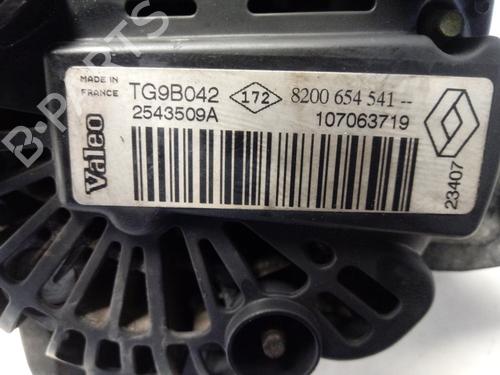 MADE IN
FRANCE
TG9B042
172
8200 654 541 --
2543509A
107063719
Valeo
23407
B-PARTS